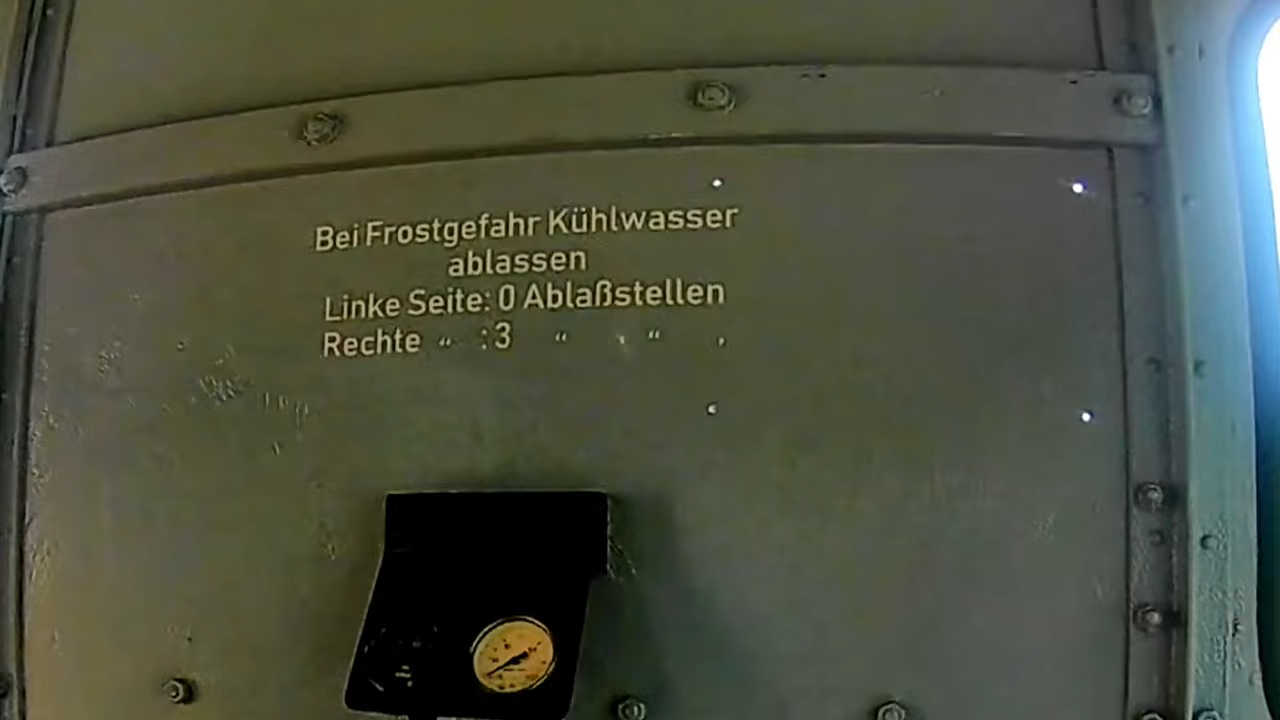 Bei Frostgefahr Kühlwasser
ablassen
Linke Seite: 0 Ablaßstellen
Rechte “ : 3 “ “